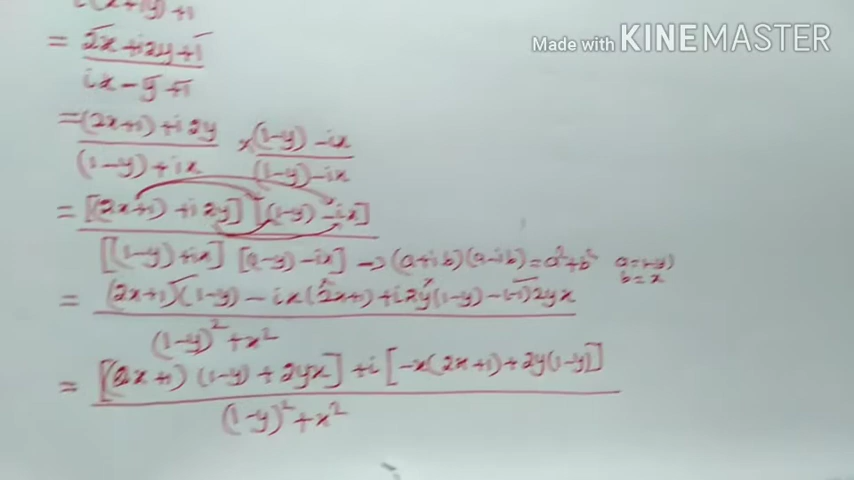 i(x+iy)+1
Made with KINEMASTER
= 2x+i2y+1
ix-y+1
=(2x+1)+i2y ×(1-y)-ix
(1-y)+ix (1-y)-ix
= [(2x+1)+i2y] [(1-y)-ix]
[(1-y)+ix] [(1-y)-ix] → (a+ib)(a-ib)=a²+b² a=1-y)
b=x
= (2x+1)(1-y)-ix(2x+1)+i2y(1-y)-(-1)2yx
(1-y)²+x²
= [(2x+1)(1-y)+2yx]+i[-x(2x+1)+2y(1-y)]
(1-y)²+x²